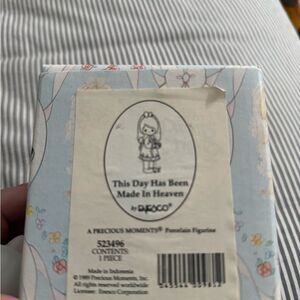 This Day Has Been
Made In Heaven
by ENESCO®
A PRECIOUS MOMENTS® Porcelain Figurine
523496
CONTENTS:
1 PIECE
Made in Indonesia
© 1989 Precious Moments, Inc.
All rights reserved worldwide
Licensee: Enesco Corporation